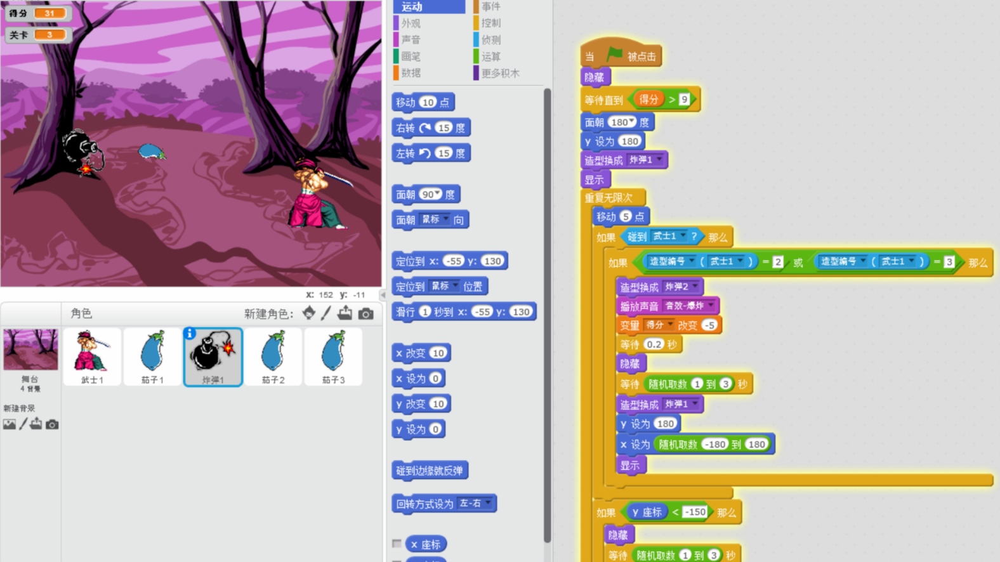 得分 31
关卡 3
x: 152 y: -11
角色
新建角色:
舞台
4 背景
新建背景
武士1
茄子1
炸弹1
茄子2
茄子3
运动
外观
声音
画笔
数据
事件
控制
侦测
运算
更多积木
移动 10 点
右转 15 度
左转 15 度
面朝 90 度
面朝 鼠标 向
定位到 x: -55 y: 130
定位到 鼠标 位置
滑行 1 秒到 x: -55 y: 130
x 改变 10
x 设为 0
y 改变 10
y 设为 0
碰到边缘就反弹
回转方式设为 左-右
x 座标
当 被点击
隐藏
等待直到 得分 > 9
面朝 180 度
y 设为 180
造型换成 炸弹1
显示
重复无限次
移动 5 点
如果 碰到 武士1 ? 那么
如果 造型编号 ( 武士1 ) = 2 或 造型编号 ( 武士1 ) = 3 那么
造型换成 炸弹2
播放声音 音效-爆炸
变量 得分 改变 -5
等待 0.2 秒
隐藏
等待 随机取数 1 到 3 秒
造型换成 炸弹1
y 设为 180
x 设为 随机取数 -180 到 180
显示
如果 y 座标 < -150 那么
隐藏
等待 随机取数 1 到 3 秒